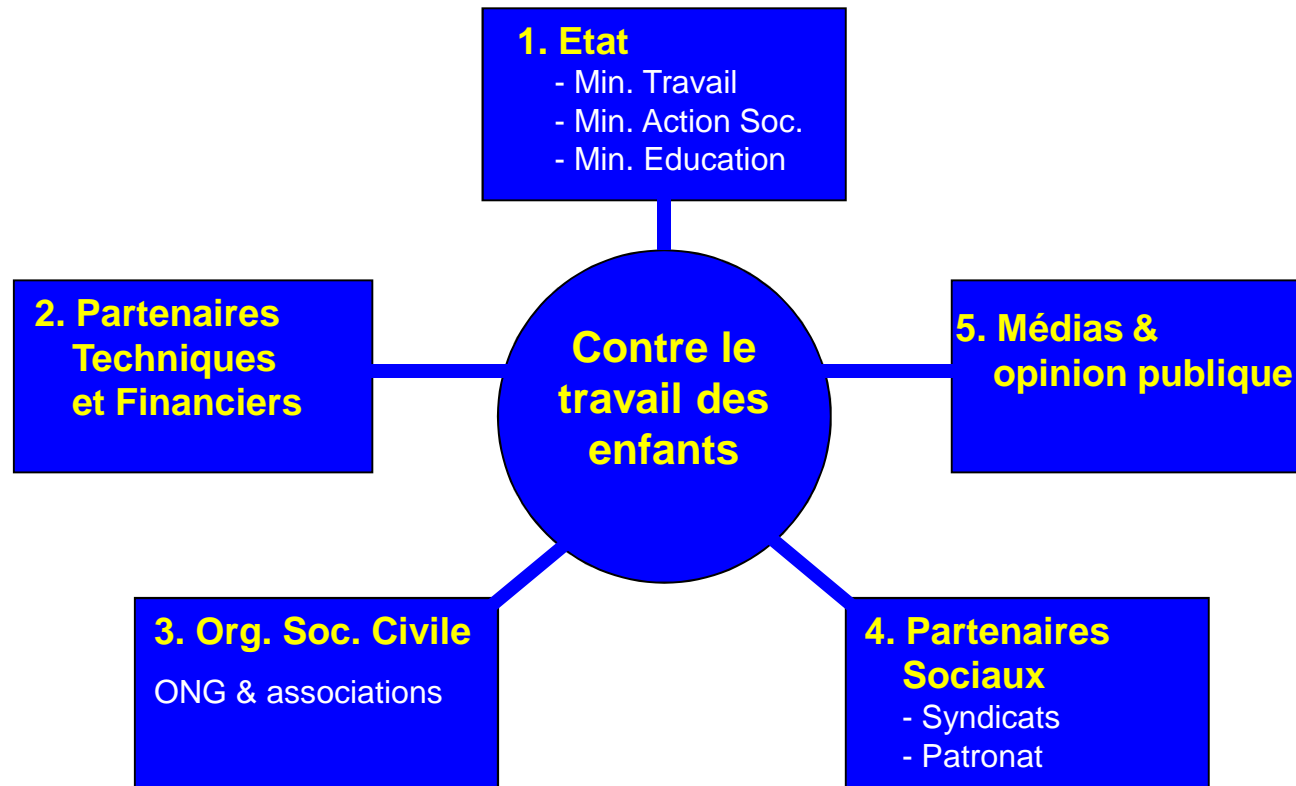 1. Etat
- Min. Travail
- Min. Action Soc.
- Min. Education
2. Partenaires
Techniques
et Financiers
Contre le
travail des
enfants
5. Médias &
opinion publique
3. Org. Soc. Civile
ONG & associations
4. Partenaires
Sociaux
- Syndicats
- Patronat